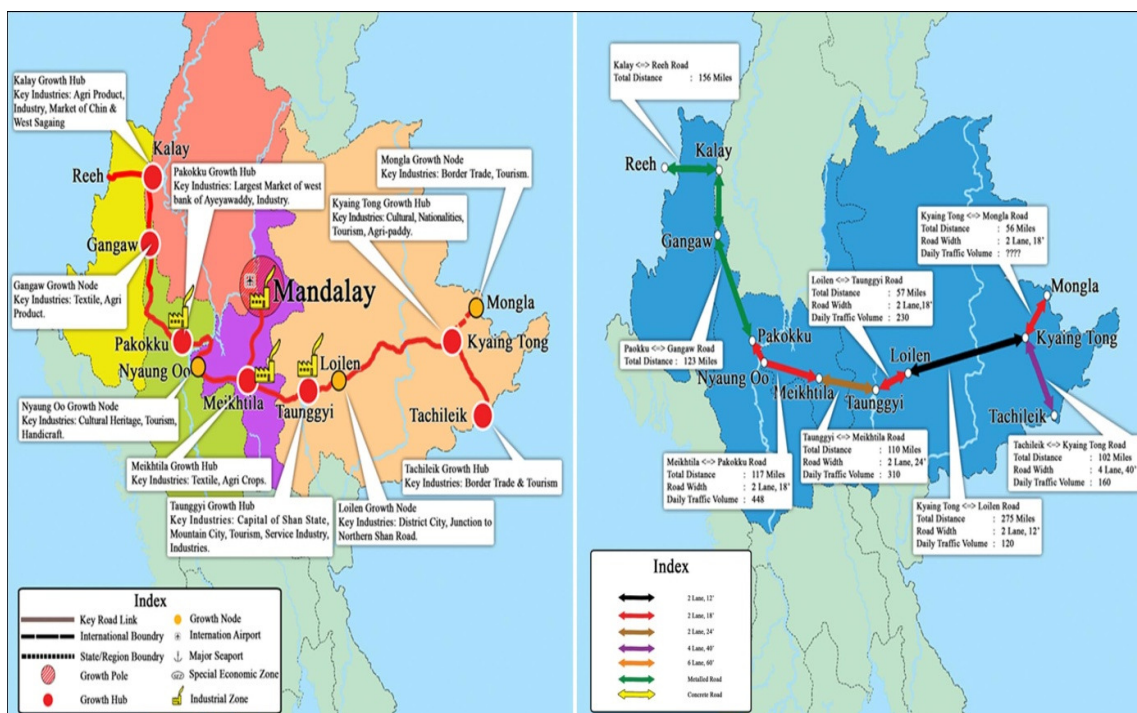 Kalay Growth Hub
Key Industries: Agri Product,
Industry, Market of Chin &
West Sagaing
Kalay
Reeh
Pakokku Growth Hub
Key Industries: Largest Market of west
bank of Ayeyawaddy, Industry.
Mongla Growth Node
Key Industries: Border Trade, Tourism.
Kyaing Tong Growth Hub
Key Industries: Cultural, Nationalities,
Tourism, Agri-paddy.
Gangaw
Gangaw Growth Node
Key Industries: Textile, Agri
Product.
Mandalay
Mongla
Pakokku
Kyaing Tong
Nyaung Oo
Loilen
Meikhtila
Taunggyi
Tachileik
Nyaung Oo Growth Node
Key Industries: Cultural Heritage, Tourism,
Handicraft.
Meikhtila Growth Hub
Key Industries: Textile, Agri Crops.
Tachileik Growth Hub
Key Industries: Border Trade & Tourism
Taunggyi Growth Hub
Key Industries: Capital of Shan State,
Mountain City, Tourism, Service Industry,
Industries.
Loilen Growth Node
Key Industries: District City, Junction to
Northern Shan Road.
Index
Key Road Link
International Boundry
State/Region Boundry
Growth Pole
Growth Hub
Growth Node
Internation Airport
Major Seaport
Special Economic Zone
Industrial Zone
Kalay <=> Reeh Road
Total Distance : 156 Miles
Reeh
Kalay
Gangaw
Kyaing Tong <=> Mongla Road
Total Distance : 56 Miles
Road Width : 2 Lane, 18'
Daily Traffic Volume : ????
Loilen <=> Taunggyi Road
Total Distance : 57 Miles
Road Width : 2 Lane,18'
Daily Traffic Volume : 230
Mongla
Pakokku
Kyaing Tong
Paokku <=> Gangaw Road
Total Distance : 123 Miles
Nyaung Oo
Loilen
Meikhtila
Taunggyi
Tachileik
Taunggyi <=> Meikhtila Road
Total Distance : 110 Miles
Road Width : 2 Lane, 24'
Daily Traffic Volume : 310
Tachileik <=> Kyaing Tong Road
Total Distance : 102 Miles
Road Width : 4 Lane, 40'
Daily Traffic Volume : 160
Meikhtila <=> Pakokku Road
Total Distance : 117 Miles
Road Width : 2 Lane, 18'
Daily Traffic Volume : 448
Kyaing Tong <=> Loilen Road
Total Distance : 275 Miles
Road Width : 2 Lane, 12'
Daily Traffic Volume : 120
Index
2 Lane, 12'
2 Lane, 18'
2 Lane, 24'
4 Lane, 40'
6 Lane, 60'
Metalled Road
Concrete Road